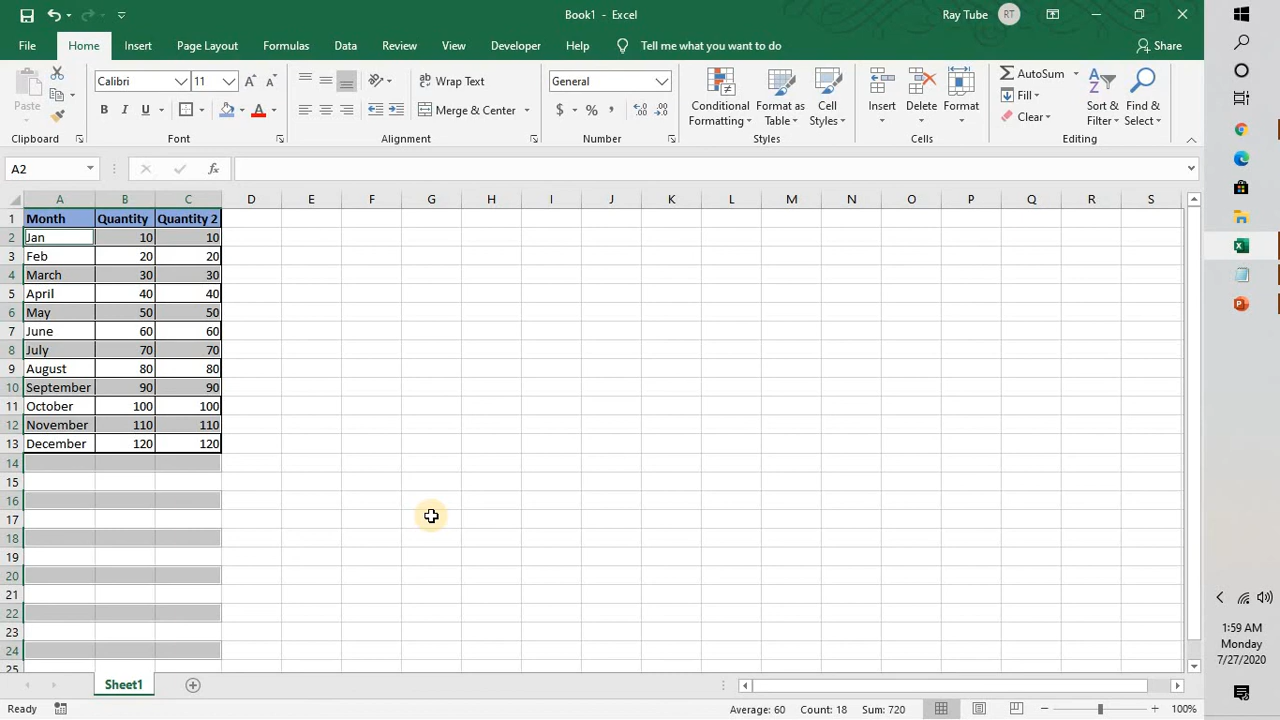 Book1 - Excel
Ray Tube RT
File Home Insert Page Layout Formulas Data Review View Developer Help Tell me what you want to do Share
Paste
Calibri 11
B I U A
Wrap Text
Merge & Center
General
$ % ,
Conditional Formatting
Format as Table
Cell Styles
Insert Delete Format
AutoSum
Fill
Clear
Sort & Filter
Find & Select
Clipboard Font Alignment Number Styles Cells Editing
A2 fx
A B C D E F G H I J K L M N O P Q R S
1 Month Quantity Quantity 2
2 Jan 10 10
3 Feb 20 20
4 March 30 30
5 April 40 40
6 May 50 50
7 June 60 60
8 July 70 70
9 August 80 80
10 September 90 90
11 October 100 100
12 November 110 110
13 December 120 120
14
15
16
17
18
19
20
21
22
23
24
25
Sheet1
Ready Average: 60 Count: 18 Sum: 720 100%
1:59 AM
Monday
7/27/2020